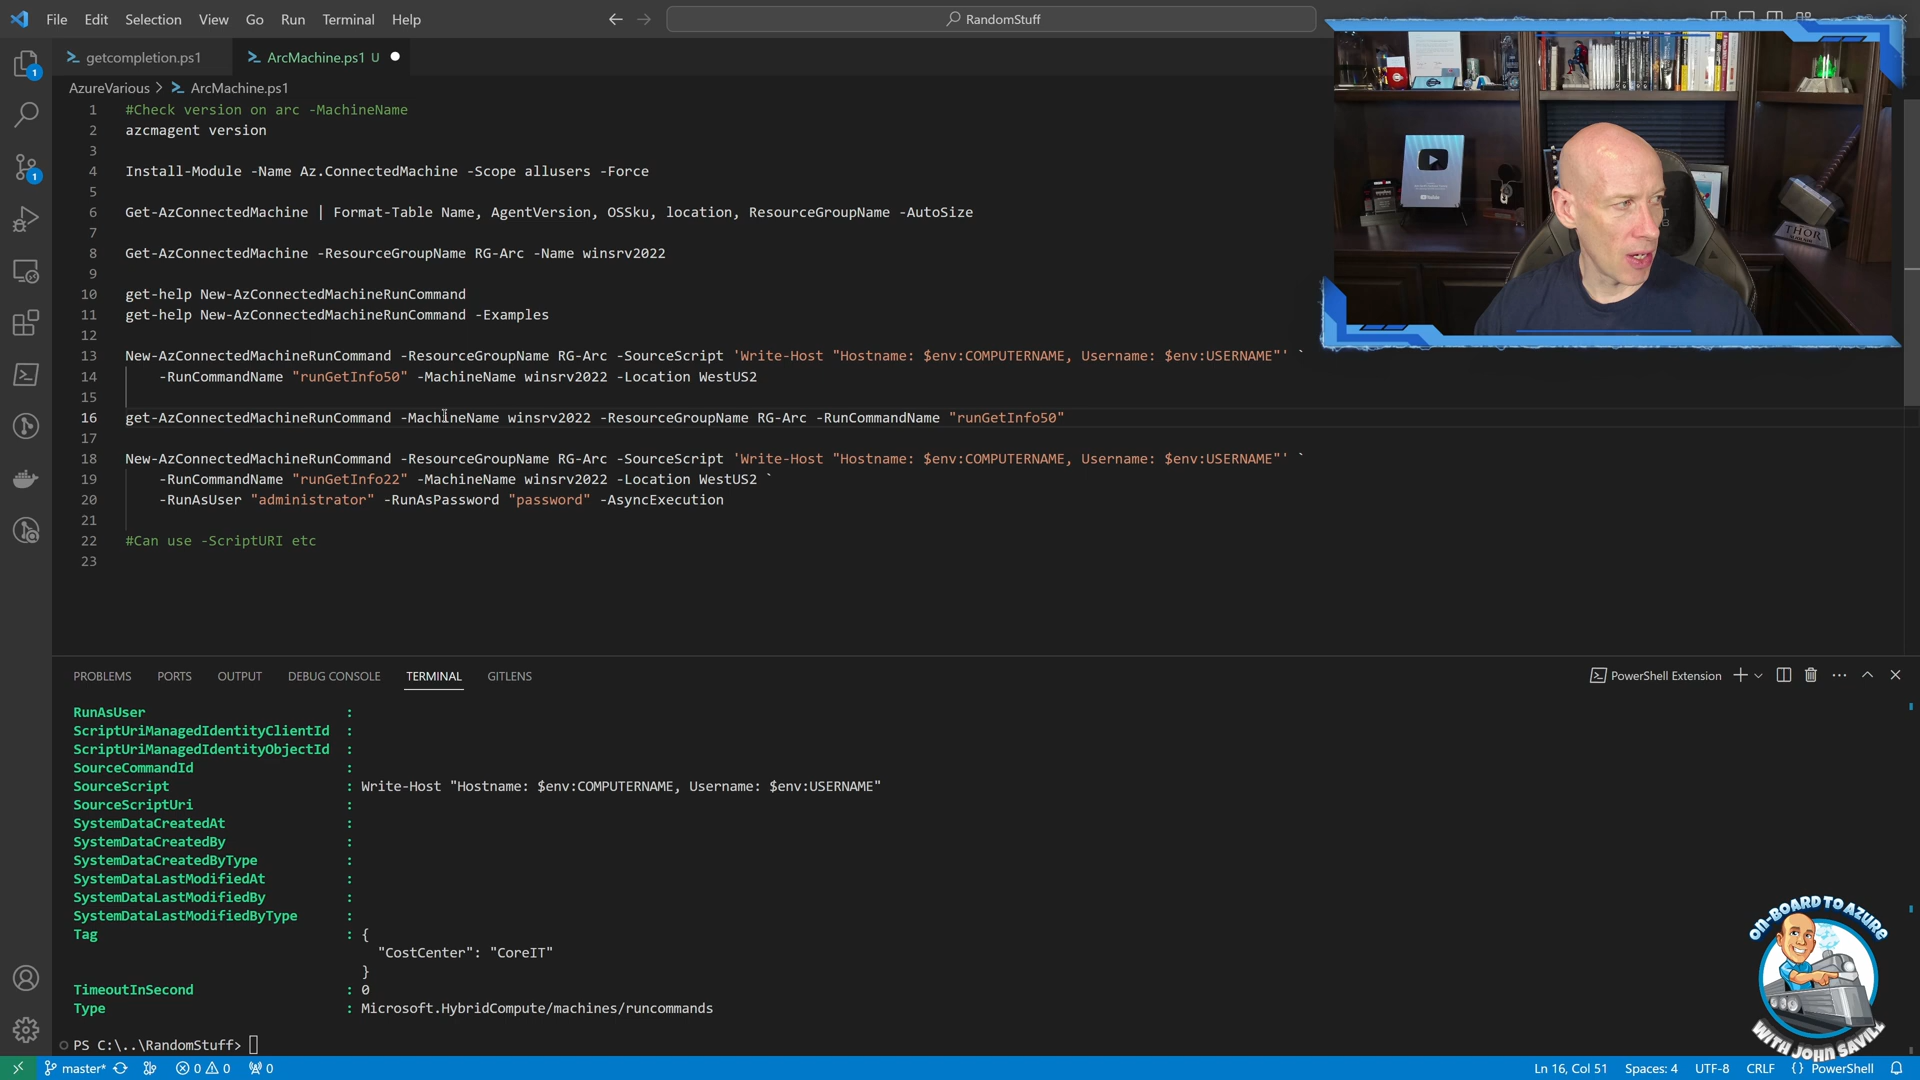 File Edit Selection View Go Run Terminal Help
RandomStuff
getcompletion.ps1
ArcMachine.ps1 U
AzureVarious > ArcMachine.ps1
1 #Check version on arc -MachineName
2 azcmagent version
3
4 Install-Module -Name Az.ConnectedMachine -Scope allusers -Force
5
6 Get-AzConnectedMachine | Format-Table Name, AgentVersion, OSSku, location, ResourceGroupName -AutoSize
7
8 Get-AzConnectedMachine -ResourceGroupName RG-Arc -Name winsrv2022
9
10 get-help New-AzConnectedMachineRunCommand
11 get-help New-AzConnectedMachineRunCommand -Examples
12
13 New-AzConnectedMachineRunCommand -ResourceGroupName RG-Arc -SourceScript 'Write-Host "Hostname: $env:COMPUTERNAME, Username: $env:USERNAME"' `
14 -RunCommandName "runGetInfo50" -MachineName winsrv2022 -Location WestUS2
15
16 get-AzConnectedMachineRunCommand -MachineName winsrv2022 -ResourceGroupName RG-Arc -RunCommandName "runGetInfo50"
17
18 New-AzConnectedMachineRunCommand -ResourceGroupName RG-Arc -SourceScript 'Write-Host "Hostname: $env:COMPUTERNAME, Username: $env:USERNAME"' `
19 -RunCommandName "runGetInfo22" -MachineName winsrv2022 -Location WestUS2 `
20 -RunAsUser "administrator" -RunAsPassword "password" -AsyncExecution
21
22 #Can use -ScriptURI etc
23
THOR
PROBLEMS PORTS OUTPUT DEBUG CONSOLE TERMINAL GITLENS
PowerShell Extension
RunAsUser :
ScriptUriManagedIdentityClientId :
ScriptUriManagedIdentityObjectId :
SourceCommandId :
SourceScript : Write-Host "Hostname: $env:COMPUTERNAME, Username: $env:USERNAME"
SourceScriptUri :
SystemDataCreatedAt :
SystemDataCreatedBy :
SystemDataCreatedByType :
SystemDataLastModifiedAt :
SystemDataLastModifiedBy :
SystemDataLastModifiedByType :
Tag : {
"CostCenter": "CoreIT"
}
TimeoutInSecond : 0
Type : Microsoft.HybridCompute/machines/runcommands
PS C:\..\RandomStuff>
ON-BOARD TO AZURE
WITH JOHN SAVILL
master* 0 0 0
Ln 16, Col 51 Spaces: 4 UTF-8 CRLF {} PowerShell